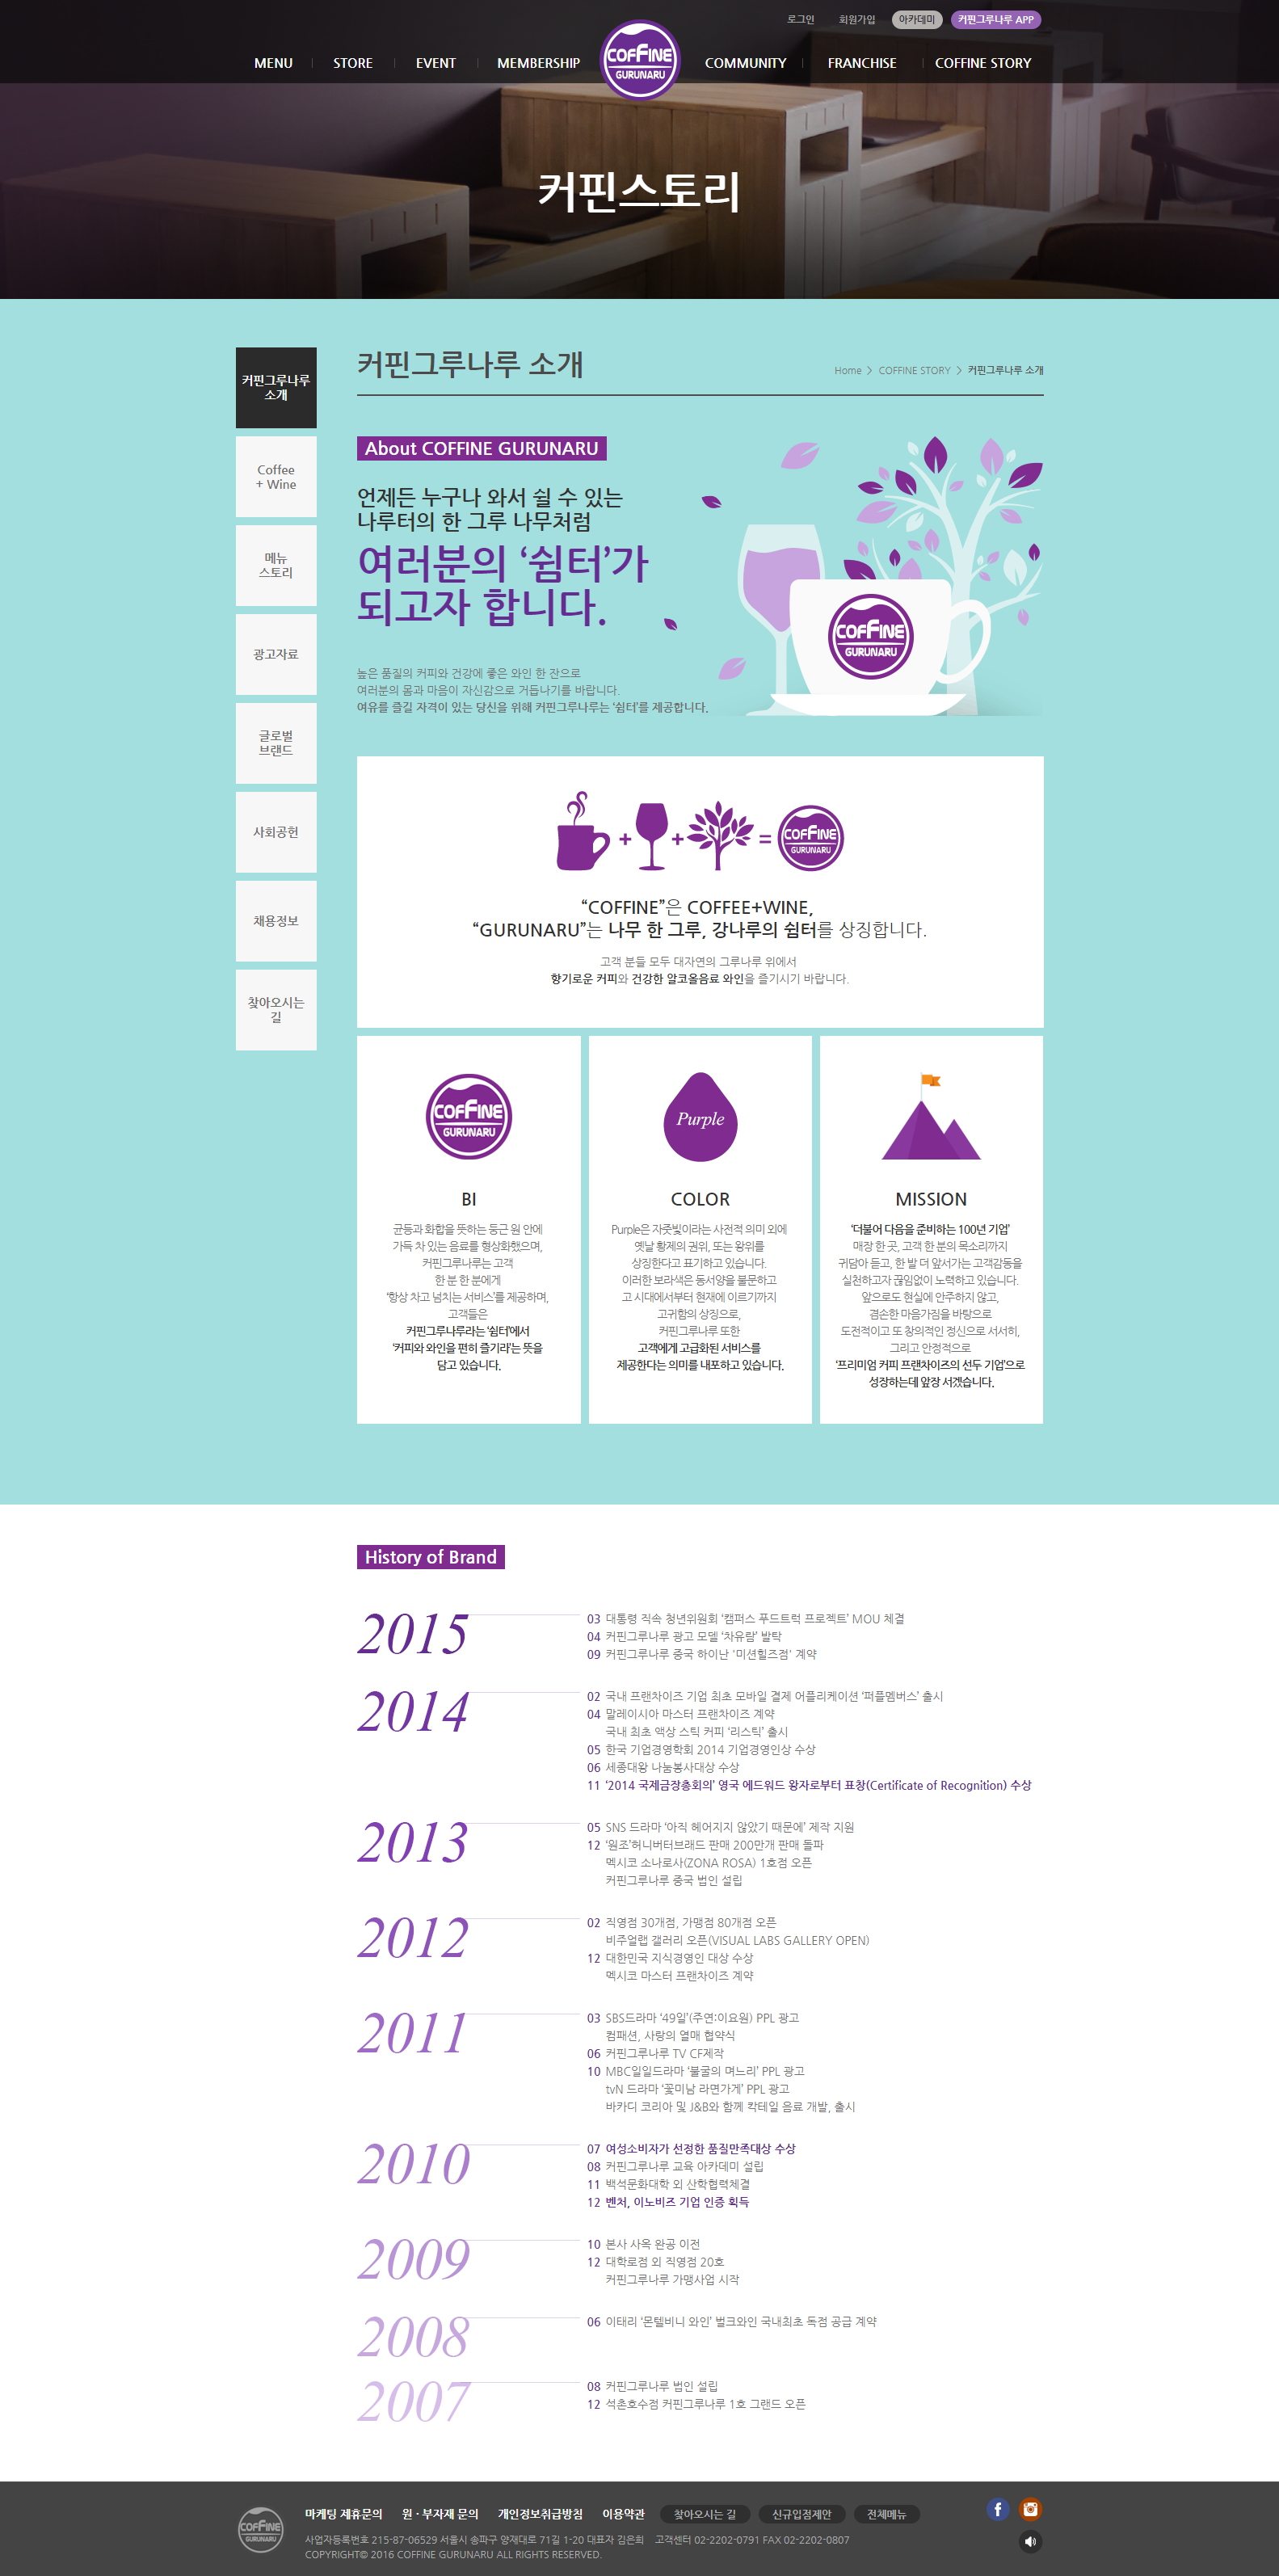 로그인 회원가입 아카데미 커핀그루나루 APP
MENU STORE EVENT MEMBERSHIP COFFINE GURUNARU COMMUNITY FRANCHISE COFFINE STORY
커핀스토리
커핀그루나루
소개
Coffee
+ Wine
메뉴
스토리
광고자료
글로벌
브랜드
사회공헌
채용정보
찾아오시는
길
커핀그루나루 소개
Home > COFFINE STORY > 커핀그루나루 소개
About COFFINE GURUNARU
언제든 누구나 와서 쉴 수 있는
나루터의 한 그루 나무처럼
여러분의 ‘쉼터’가
되고자 합니다.
높은 품질의 커피와 건강에 좋은 와인 한 잔으로
여러분의 몸과 마음이 자신감으로 거듭나기를 바랍니다.
여유를 즐길 자격이 있는 당신을 위해 커핀그루나루는 ‘쉼터’를 제공합니다.
COFFINE
GURUNARU
+ + =
COFFINE
GURUNARU
“COFFINE”은 COFFEE+WINE,
“GURUNARU”는 나무 한 그루, 강나루의 쉼터를 상징합니다.
고객 분들 모두 대자연의 그루나루 위에서
향기로운 커피와 건강한 알코올음료 와인을 즐기시기 바랍니다.
COFFINE
GURUNARU
BI
균등과 화합을 뜻하는 둥근 원 안에
가득 차 있는 음료를 형상화했으며,
커핀그루나루는 고객
한 분 한 분에게
‘항상 차고 넘치는 서비스’를 제공하며,
고객들은
커핀그루나루라는 ‘쉼터’에서
‘커피와 와인을 편히 즐기라’는 뜻을
담고 있습니다.
Purple
COLOR
Purple은 자줏빛이라는 사전적 의미 외에
옛날 황제의 권위, 또는 왕위를
상징한다고 표기하고 있습니다.
이러한 보라색은 동서양을 불문하고
고 시대에서부터 현재에 이르기까지
고귀함의 상징으로,
커핀그루나루 또한
고객에게 고급화된 서비스를
제공한다는 의미를 내포하고 있습니다.
MISSION
‘더불어 다음을 준비하는 100년 기업’
매장 한 곳, 고객 한 분의 목소리까지
귀담아 듣고, 한 발 더 앞서가는 고객감동을
실천하고자 끊임없이 노력하고 있습니다.
앞으로도 현실에 안주하지 않고,
겸손한 마음가짐을 바탕으로
도전적이고 또 창의적인 정신으로 서서히,
그리고 안정적으로
‘프리미엄 커피 프랜차이즈의 선두 기업’으로
성장하는데 앞장 서겠습니다.
History of Brand
2015
03 대통령 직속 청년위원회 ‘캠퍼스 푸드트럭 프로젝트’ MOU 체결
04 커핀그루나루 광고 모델 ‘차유람’ 발탁
09 커핀그루나루 중국 하이난 '미션힐즈점' 계약
2014
02 국내 프랜차이즈 기업 최초 모바일 결제 어플리케이션 ‘퍼플멤버스’ 출시
04 말레이시아 마스터 프랜차이즈 계약
국내 최초 액상 스틱 커피 ‘리스틱’ 출시
05 한국 기업경영학회 2014 기업경영인상 수상
06 세종대왕 나눔봉사대상 수상
11 ‘2014 국제금장총회의’ 영국 에드워드 왕자로부터 표창(Certificate of Recognition) 수상
2013
05 SNS 드라마 ‘아직 헤어지지 않았기 때문에’ 제작 지원
12 ‘원조’허니버터브래드 판매 200만개 판매 돌파
멕시코 소나로사(ZONA ROSA) 1호점 오픈
커핀그루나루 중국 법인 설립
2012
02 직영점 30개점, 가맹점 80개점 오픈
비주얼랩 갤러리 오픈(VISUAL LABS GALLERY OPEN)
12 대한민국 지식경영인 대상 수상
멕시코 마스터 프랜차이즈 계약
2011
03 SBS드라마 ‘49일’(주연:이요원) PPL 광고
컴패션, 사랑의 열매 협약식
06 커핀그루나루 TV CF제작
10 MBC일일드라마 ‘불굴의 며느리’ PPL 광고
tvN 드라마 ‘꽃미남 라면가게’ PPL 광고
바카디 코리아 및 J&B와 함께 칵테일 음료 개발, 출시
2010
07 여성소비자가 선정한 품질만족대상 수상
08 커핀그루나루 교육 아카데미 설립
11 백석문화대학 외 산학협력체결
12 벤처, 이노비즈 기업 인증 획득
2009
10 본사 사옥 완공 이전
12 대학로점 외 직영점 20호
커핀그루나루 가맹사업 시작
2008
06 이태리 ‘몬텔비니 와인’ 벌크와인 국내최초 독점 공급 계약
2007
08 커핀그루나루 법인 설립
12 석촌호수점 커핀그루나루 1호 그랜드 오픈
COFFINE
GURUNARU
마케팅 제휴문의 원 · 부자재 문의 개인정보취급방침 이용약관 찾아오시는 길 신규입점제안 전체메뉴
사업자등록번호 215-87-06529 서울시 송파구 양재대로 71길 1-20 대표자 김은희 고객센터 02-2202-0791 FAX 02-2202-0807
COPYRIGHT© 2016 COFFINE GURUNARU ALL RIGHTS RESERVED.